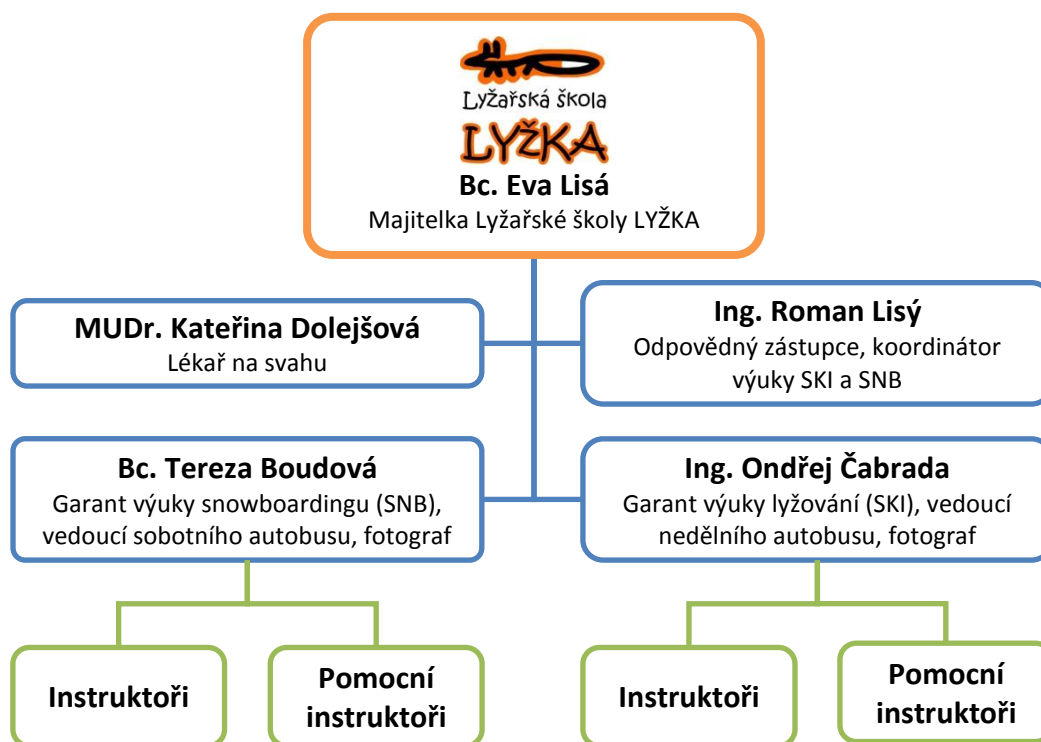 Lyžařská škola
LYŽKA
Bc. Eva Lisá
Majitelka Lyžařské školy LYŽKA
MUDr. Kateřina Dolejšová
Lékař na svahu
Ing. Roman Lisý
Odpovědný zástupce, koordinátor
výuky SKI a SNB
Bc. Tereza Boudová
Garant výuky snowboardingu (SNB),
vedoucí sobotního autobusu, fotograf
Ing. Ondřej Čabrada
Garant výuky lyžování (SKI), vedoucí
nedělního autobusu, fotograf
Instruktoři
Pomocní
instruktoři
Instruktoři
Pomocní
instruktoři